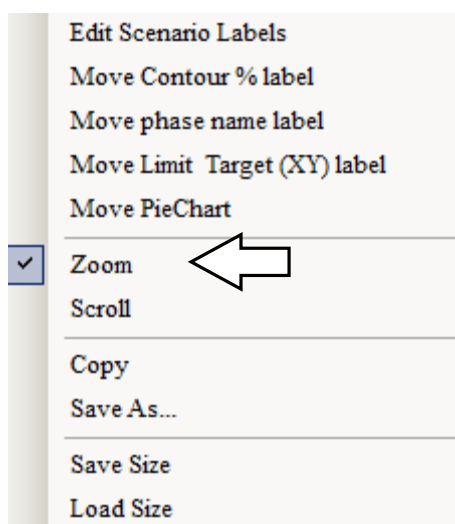 Edit Scenario Labels
Move Contour % label
Move phase name label
Move Limit  Target (XY) label
Move PieChart
Zoom
Scroll
Copy
Save As...
Save Size
Load Size